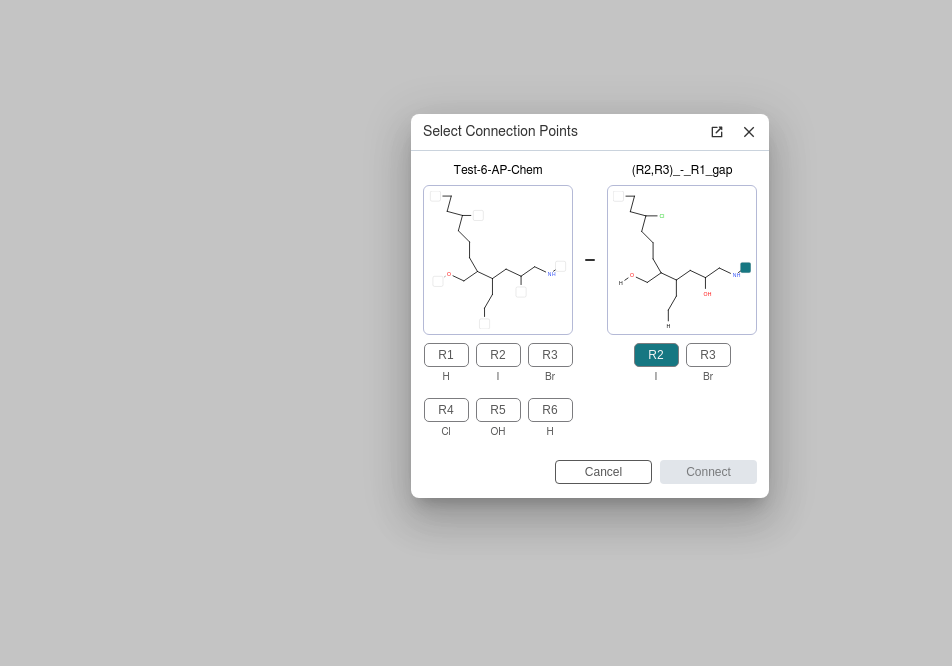 Select Connection Points
Test-6-AP-Chem
(R2,R3)_-_R1_gap
O
NH
Cl
H
O
NH
OH
H
–
R1
R2
R3
H
I
Br
R4
R5
R6
Cl
OH
H
R2
R3
I
Br
Cancel
Connect